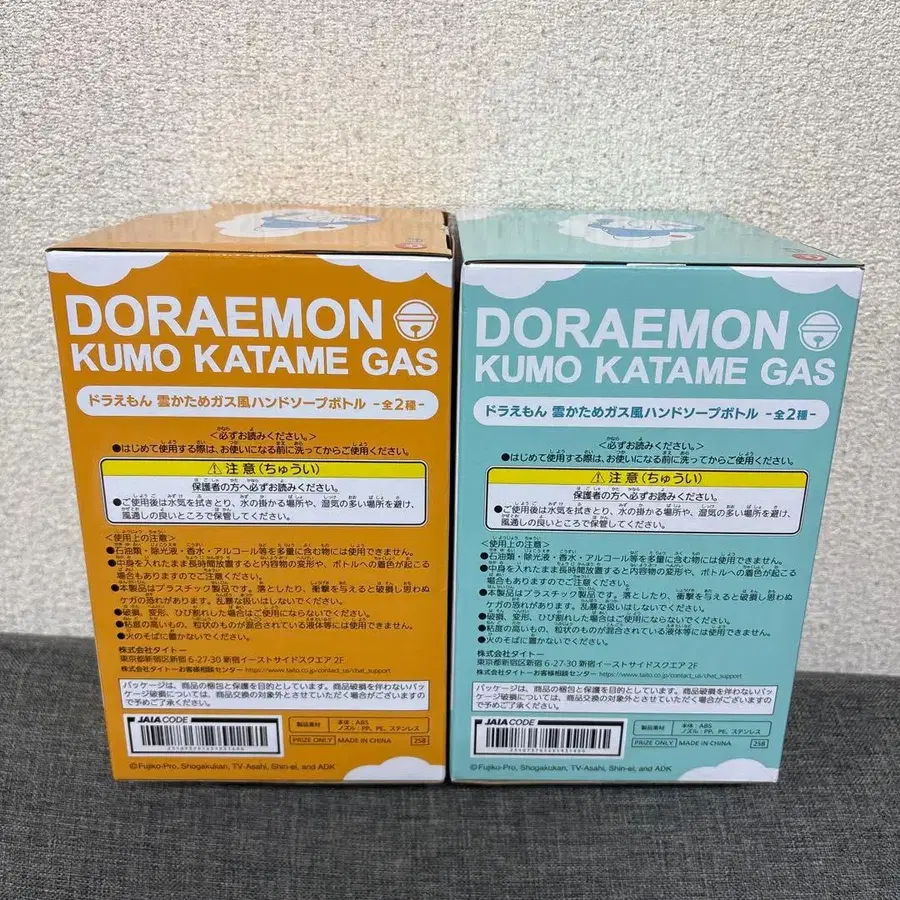 DORAEMON
KUMO KATAME GAS
ドラえもん 雲かためガス風ハンドソープボトル -全2種-
<必ずお読みください。>
●はじめて使用する際は、お使いになる前に洗ってからご使用ください。
⚠注意(ちゅうい)
保護者の方へ必ずお読みください。
●ご使用後は水気を拭きとり、水の掛かる場所や、湿気の多い場所を避け、
風通しの良いところで保管してください。
<使用上の注意>
●石油類・除光液・香水・アルコール等を多量に含む物には使用できません。
●中身を入れたまま長時間放置すると内容物の変形や、ボトルへの着色が起こる
場合もありますのでご注意ください。
●本製品はプラスチック製品です。落としたり、衝撃を与えると破損し思わぬ
ケガの恐れがあります。乱暴な扱いはしないでください。
●破損、変形、ひび割れした場合はご使用にならないでください。
●粘度の高いもの、粒状のものが混合されている液体等には使用できません。
●火のそばに置かないでください。
株式会社タイトー
東京都新宿区新宿 6-27-30 新宿イーストサイドスクエア 2F
株式会社タイトーお客様相談センター https://www.taito.co.jp/contact_us/chat_support
パッケージは、商品の梱包と保護を目的としています。商品破損を伴わないパッ
ケージ破損については、商品交換の対象外とさせていただく場合がございますの
で予めご了承ください。
JAIA CODE
製品素材
本体:ABS
ノズル:PP、PE、ステンレス
PRIZE ONLY
MADE IN CHINA
258
©Fujiko-Pro, Shogakukan, TV-Asahi, Shin-ei, and ADK
DORAEMON
KUMO KATAME GAS
ドラえもん 雲かためガス風ハンドソープボトル -全2種-
<必ずお読みください。>
●はじめて使用する際は、お使いになる前に洗ってからご使用ください。
⚠注意(ちゅうい)
保護者の方へ必ずお読みください。
●ご使用後は水気を拭きとり、水の掛かる場所や、湿気の多い場所を避け、
風通しの良いところで保管してください。
<使用上の注意>
●石油類・除光液・香水・アルコール等を多量に含む物には使用できません。
●中身を入れたまま長時間放置すると内容物の変形や、ボトルへの着色が起こる
場合もありますのでご注意ください。
●本製品はプラスチック製品です。落としたり、衝撃を与えると破損し思わぬ
ケガの恐れがあります。乱暴な扱いはしないでください。
●破損、変形、ひび割れした場合はご使用にならないでください。
●粘度の高いもの、粒状のものが混合されている液体等には使用できません。
●火のそばに置かないでください。
株式会社タイトー
東京都新宿区新宿 6-27-30 新宿イーストサイドスクエア 2F
株式会社タイトーお客様相談センター https://www.taito.co.jp/contact_us/chat_support
パッケージは、商品の梱包と保護を目的としています。商品破損を伴わないパッ
ケージ破損については、商品交換の対象外とさせていただく場合がございますの
で予めご了承ください。
JAIA CODE
製品素材
本体:ABS
ノズル:PP、PE、ステンレス
PRIZE ONLY
MADE IN CHINA
258
©Fujiko-Pro, Shogakukan, TV-Asahi, Shin-ei, and ADK